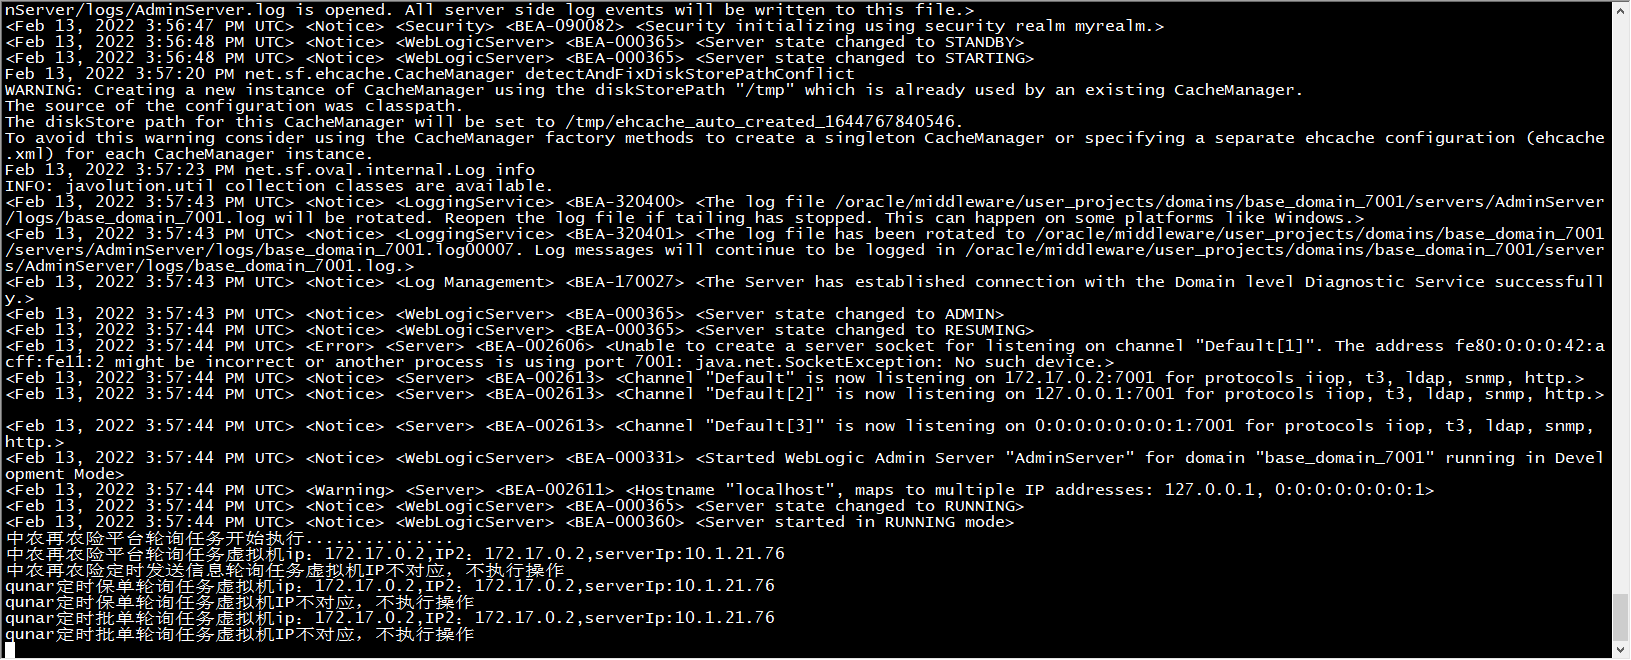 nServer/logs/AdminServer.log is opened. All server side log events will be written to this file.>
<Feb 13, 2022 3:56:47 PM UTC> <Notice> <Security> <BEA-090082> <Security initializing using security realm myrealm.>
<Feb 13, 2022 3:56:48 PM UTC> <Notice> <WebLogicServer> <BEA-000365> <Server state changed to STANDBY>
<Feb 13, 2022 3:56:48 PM UTC> <Notice> <WebLogicServer> <BEA-000365> <Server state changed to STARTING>
Feb 13, 2022 3:57:20 PM net.sf.ehcache.CacheManager detectAndFixDiskStorePathConflict
WARNING: Creating a new instance of CacheManager using the diskStorePath "/tmp" which is already used by an existing CacheManager.
The source of the configuration was classpath.
The diskStore path for this CacheManager will be set to /tmp/ehcache_auto_created_1644767840546.
To avoid this warning consider using the CacheManager factory methods to create a singleton CacheManager or specifying a separate ehcache configuration (ehcache
.xml) for each CacheManager instance.
Feb 13, 2022 3:57:23 PM net.sf.oval.internal.Log info
INFO: javolution.util collection classes are available.
<Feb 13, 2022 3:57:43 PM UTC> <Notice> <LoggingService> <BEA-320400> <The log file /oracle/middleware/user_projects/domains/base_domain_7001/servers/AdminServer
/logs/base_domain_7001.log will be rotated. Reopen the log file if tailing has stopped. This can happen on some platforms like Windows.>
<Feb 13, 2022 3:57:43 PM UTC> <Notice> <LoggingService> <BEA-320401> <The log file has been rotated to /oracle/middleware/user_projects/domains/base_domain_7001
/servers/AdminServer/logs/base_domain_7001.log00007. Log messages will continue to be logged in /oracle/middleware/user_projects/domains/base_domain_7001/server
s/AdminServer/logs/base_domain_7001.log.>
<Feb 13, 2022 3:57:43 PM UTC> <Notice> <Log Management> <BEA-170027> <The Server has established connection with the Domain level Diagnostic Service successfull
y.>
<Feb 13, 2022 3:57:43 PM UTC> <Notice> <WebLogicServer> <BEA-000365> <Server state changed to ADMIN>
<Feb 13, 2022 3:57:44 PM UTC> <Notice> <WebLogicServer> <BEA-000365> <Server state changed to RESUMING>
<Feb 13, 2022 3:57:44 PM UTC> <Error> <Server> <BEA-002606> <Unable to create a server socket for listening on channel "Default[1]". The address fe80:0:0:0:42:a
cff:fe11:2 might be incorrect or another process is using port 7001: java.net.SocketException: No such device.>
<Feb 13, 2022 3:57:44 PM UTC> <Notice> <Server> <BEA-002613> <Channel "Default" is now listening on 172.17.0.2:7001 for protocols iiop, t3, ldap, snmp, http.>
<Feb 13, 2022 3:57:44 PM UTC> <Notice> <Server> <BEA-002613> <Channel "Default[2]" is now listening on 127.0.0.1:7001 for protocols iiop, t3, ldap, snmp, http.>
<Feb 13, 2022 3:57:44 PM UTC> <Notice> <Server> <BEA-002613> <Channel "Default[3]" is now listening on 0:0:0:0:0:0:0:1:7001 for protocols iiop, t3, ldap, snmp,
http.>
<Feb 13, 2022 3:57:44 PM UTC> <Notice> <WebLogicServer> <BEA-000331> <Started WebLogic Admin Server "AdminServer" for domain "base_domain_7001" running in Devel
opment Mode>
<Feb 13, 2022 3:57:44 PM UTC> <Warning> <Server> <BEA-002611> <Hostname "localhost", maps to multiple IP addresses: 127.0.0.1, 0:0:0:0:0:0:0:1>
<Feb 13, 2022 3:57:44 PM UTC> <Notice> <WebLogicServer> <BEA-000365> <Server state changed to RUNNING>
<Feb 13, 2022 3:57:44 PM UTC> <Notice> <WebLogicServer> <BEA-000360> <Server started in RUNNING mode>
中农再农险平台轮询任务开始执行...............
中农再农险平台轮询任务虚拟机ip：172.17.0.2,IP2：172.17.0.2,serverIp:10.1.21.76
中农再农险定时发送信息轮询任务虚拟机IP不对应，不执行操作
qunar定时保单轮询任务虚拟机ip：172.17.0.2,IP2：172.17.0.2,serverIp:10.1.21.76
qunar定时保单轮询任务虚拟机IP不对应，不执行操作
qunar定时批单轮询任务虚拟机ip：172.17.0.2,IP2：172.17.0.2,serverIp:10.1.21.76
qunar定时批单轮询任务虚拟机IP不对应，不执行操作